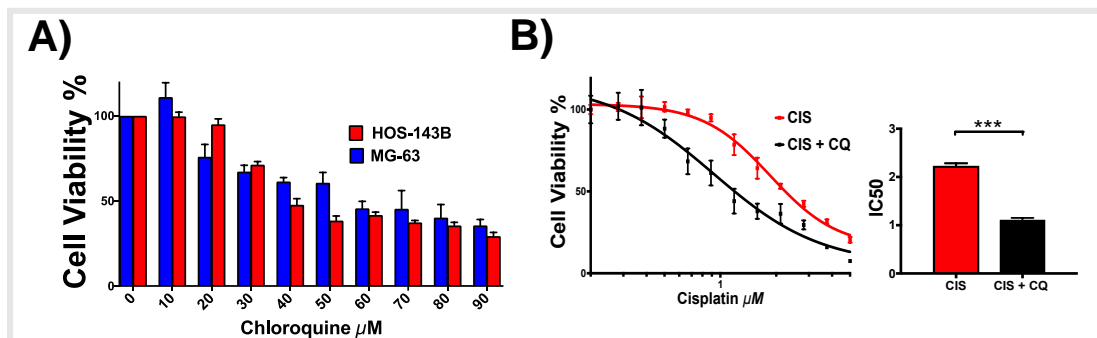 A)
Cell Viability %
100
50
0
HOS-143B
MG-63
0 10 20 30 40 50 60 70 80 90
Chloroquine μM
B)
Cell Viability %
100
50
0
CIS
CIS + CQ
1
Cisplatin μM
IC50
3
2
1
0
***
CIS CIS + CQ